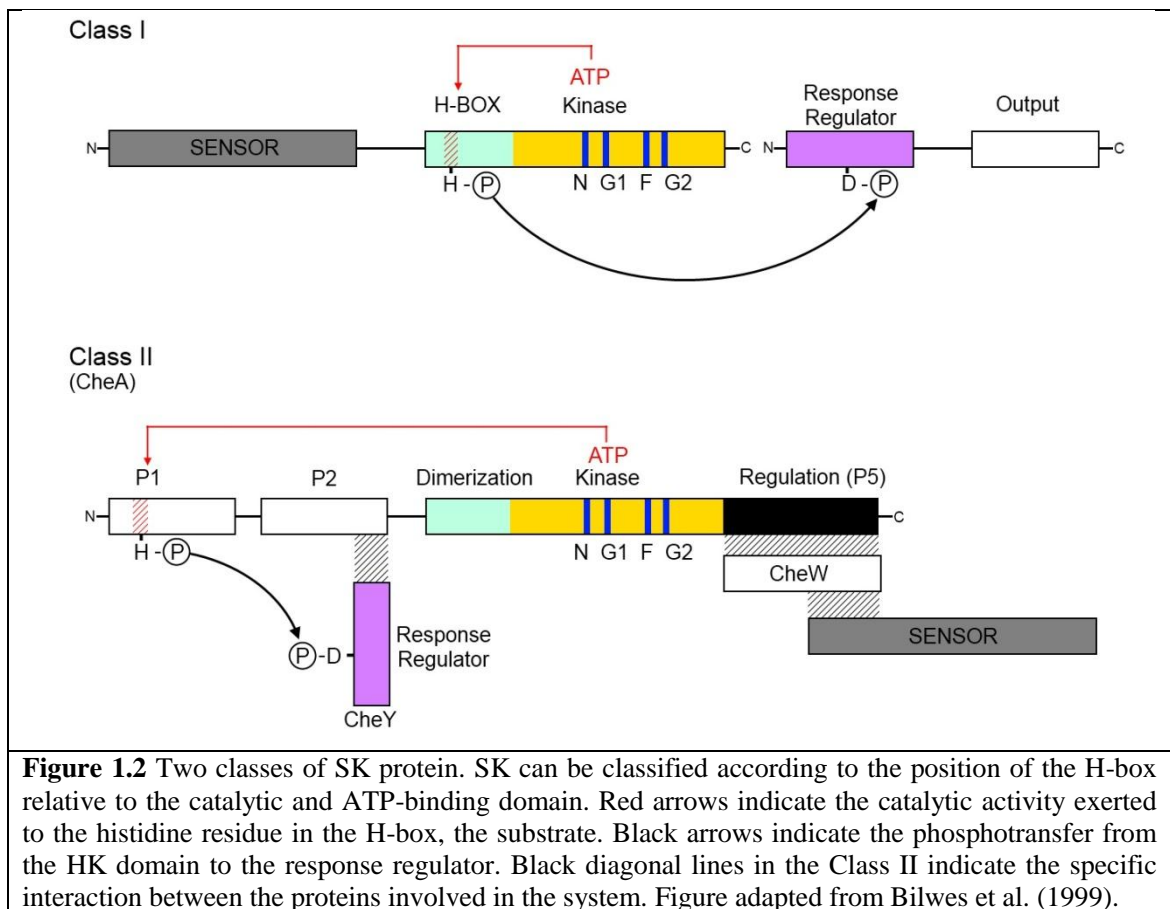 Class I
ATP
H-BOX Kinase Response Regulator Output
N SENSOR C N C
H - P N G1 F G2 D - P
Class II
(CheA)
ATP
P1 P2 Dimerization Kinase Regulation (P5)
N C
H - P N G1 F G2
CheW
P-D Response Regulator SENSOR
CheY
Figure 1.2 Two classes of SK protein. SK can be classified according to the position of the H-box
relative to the catalytic and ATP-binding domain. Red arrows indicate the catalytic activity exerted
to the histidine residue in the H-box, the substrate. Black arrows indicate the phosphotransfer from
the HK domain to the response regulator. Black diagonal lines in the Class II indicate the specific
interaction between the proteins involved in the system. Figure adapted from Bilwes et al. (1999).